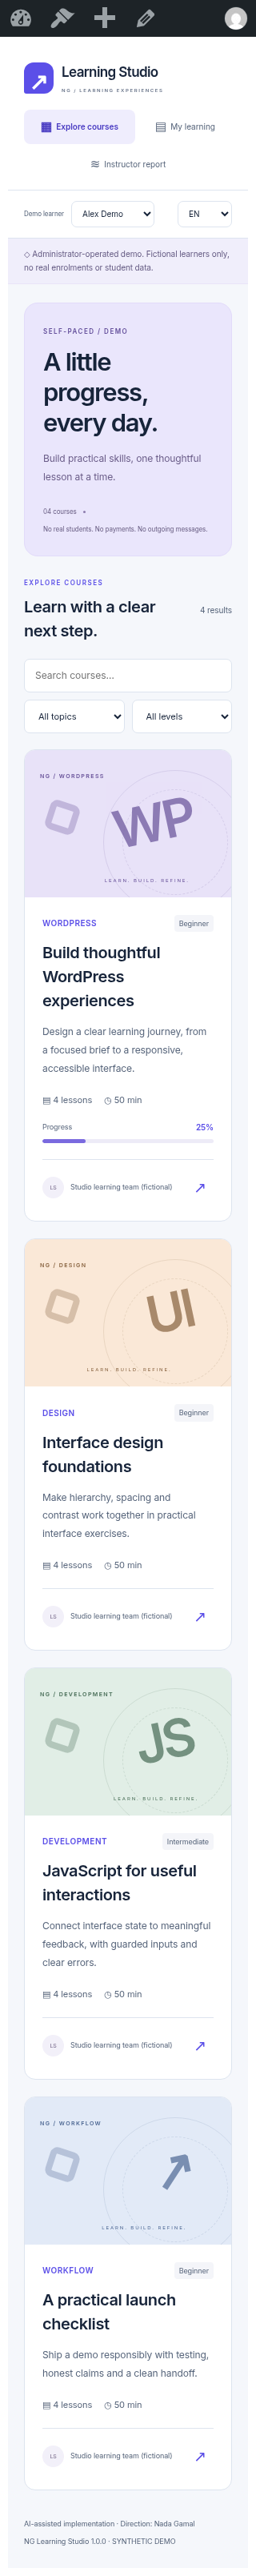 Learning Studio
NG / LEARNING EXPERIENCES
Explore courses
My learning
Instructor report
Demo learner
Alex Demo
EN
Administrator-operated demo. Fictional learners only,
no real enrolments or student data.
SELF-PACED / DEMO
A little
progress,
every day.
Build practical skills, one thoughtful
lesson at a time.
04 courses
No real students. No payments. No outgoing messages.
EXPLORE COURSES
Learn with a clear
next step.
4 results
Search courses...
All topics
All levels
NG / WORDPRESS
WP
LEARN. BUILD. REFINE.
WORDPRESS
Beginner
Build thoughtful
WordPress
experiences
Design a clear learning journey, from
a focused brief to a responsive,
accessible interface.
4 lessons
50 min
Progress
25%
LS
Studio learning team (fictional)
NG / DESIGN
UI
LEARN. BUILD. REFINE.
DESIGN
Beginner
Interface design
foundations
Make hierarchy, spacing and
contrast work together in practical
interface exercises.
4 lessons
50 min
LS
Studio learning team (fictional)
NG / DEVELOPMENT
JS
LEARN. BUILD. REFINE.
DEVELOPMENT
Intermediate
JavaScript for useful
interactions
Connect interface state to meaningful
feedback, with guarded inputs and
clear errors.
4 lessons
50 min
LS
Studio learning team (fictional)
NG / WORKFLOW
LEARN. BUILD. REFINE.
WORKFLOW
Beginner
A practical launch
checklist
Ship a demo responsibly with testing,
honest claims and a clean handoff.
4 lessons
50 min
LS
Studio learning team (fictional)
AI-assisted implementation · Direction: Nada Gamal
NG Learning Studio 1.0.0 · SYNTHETIC DEMO